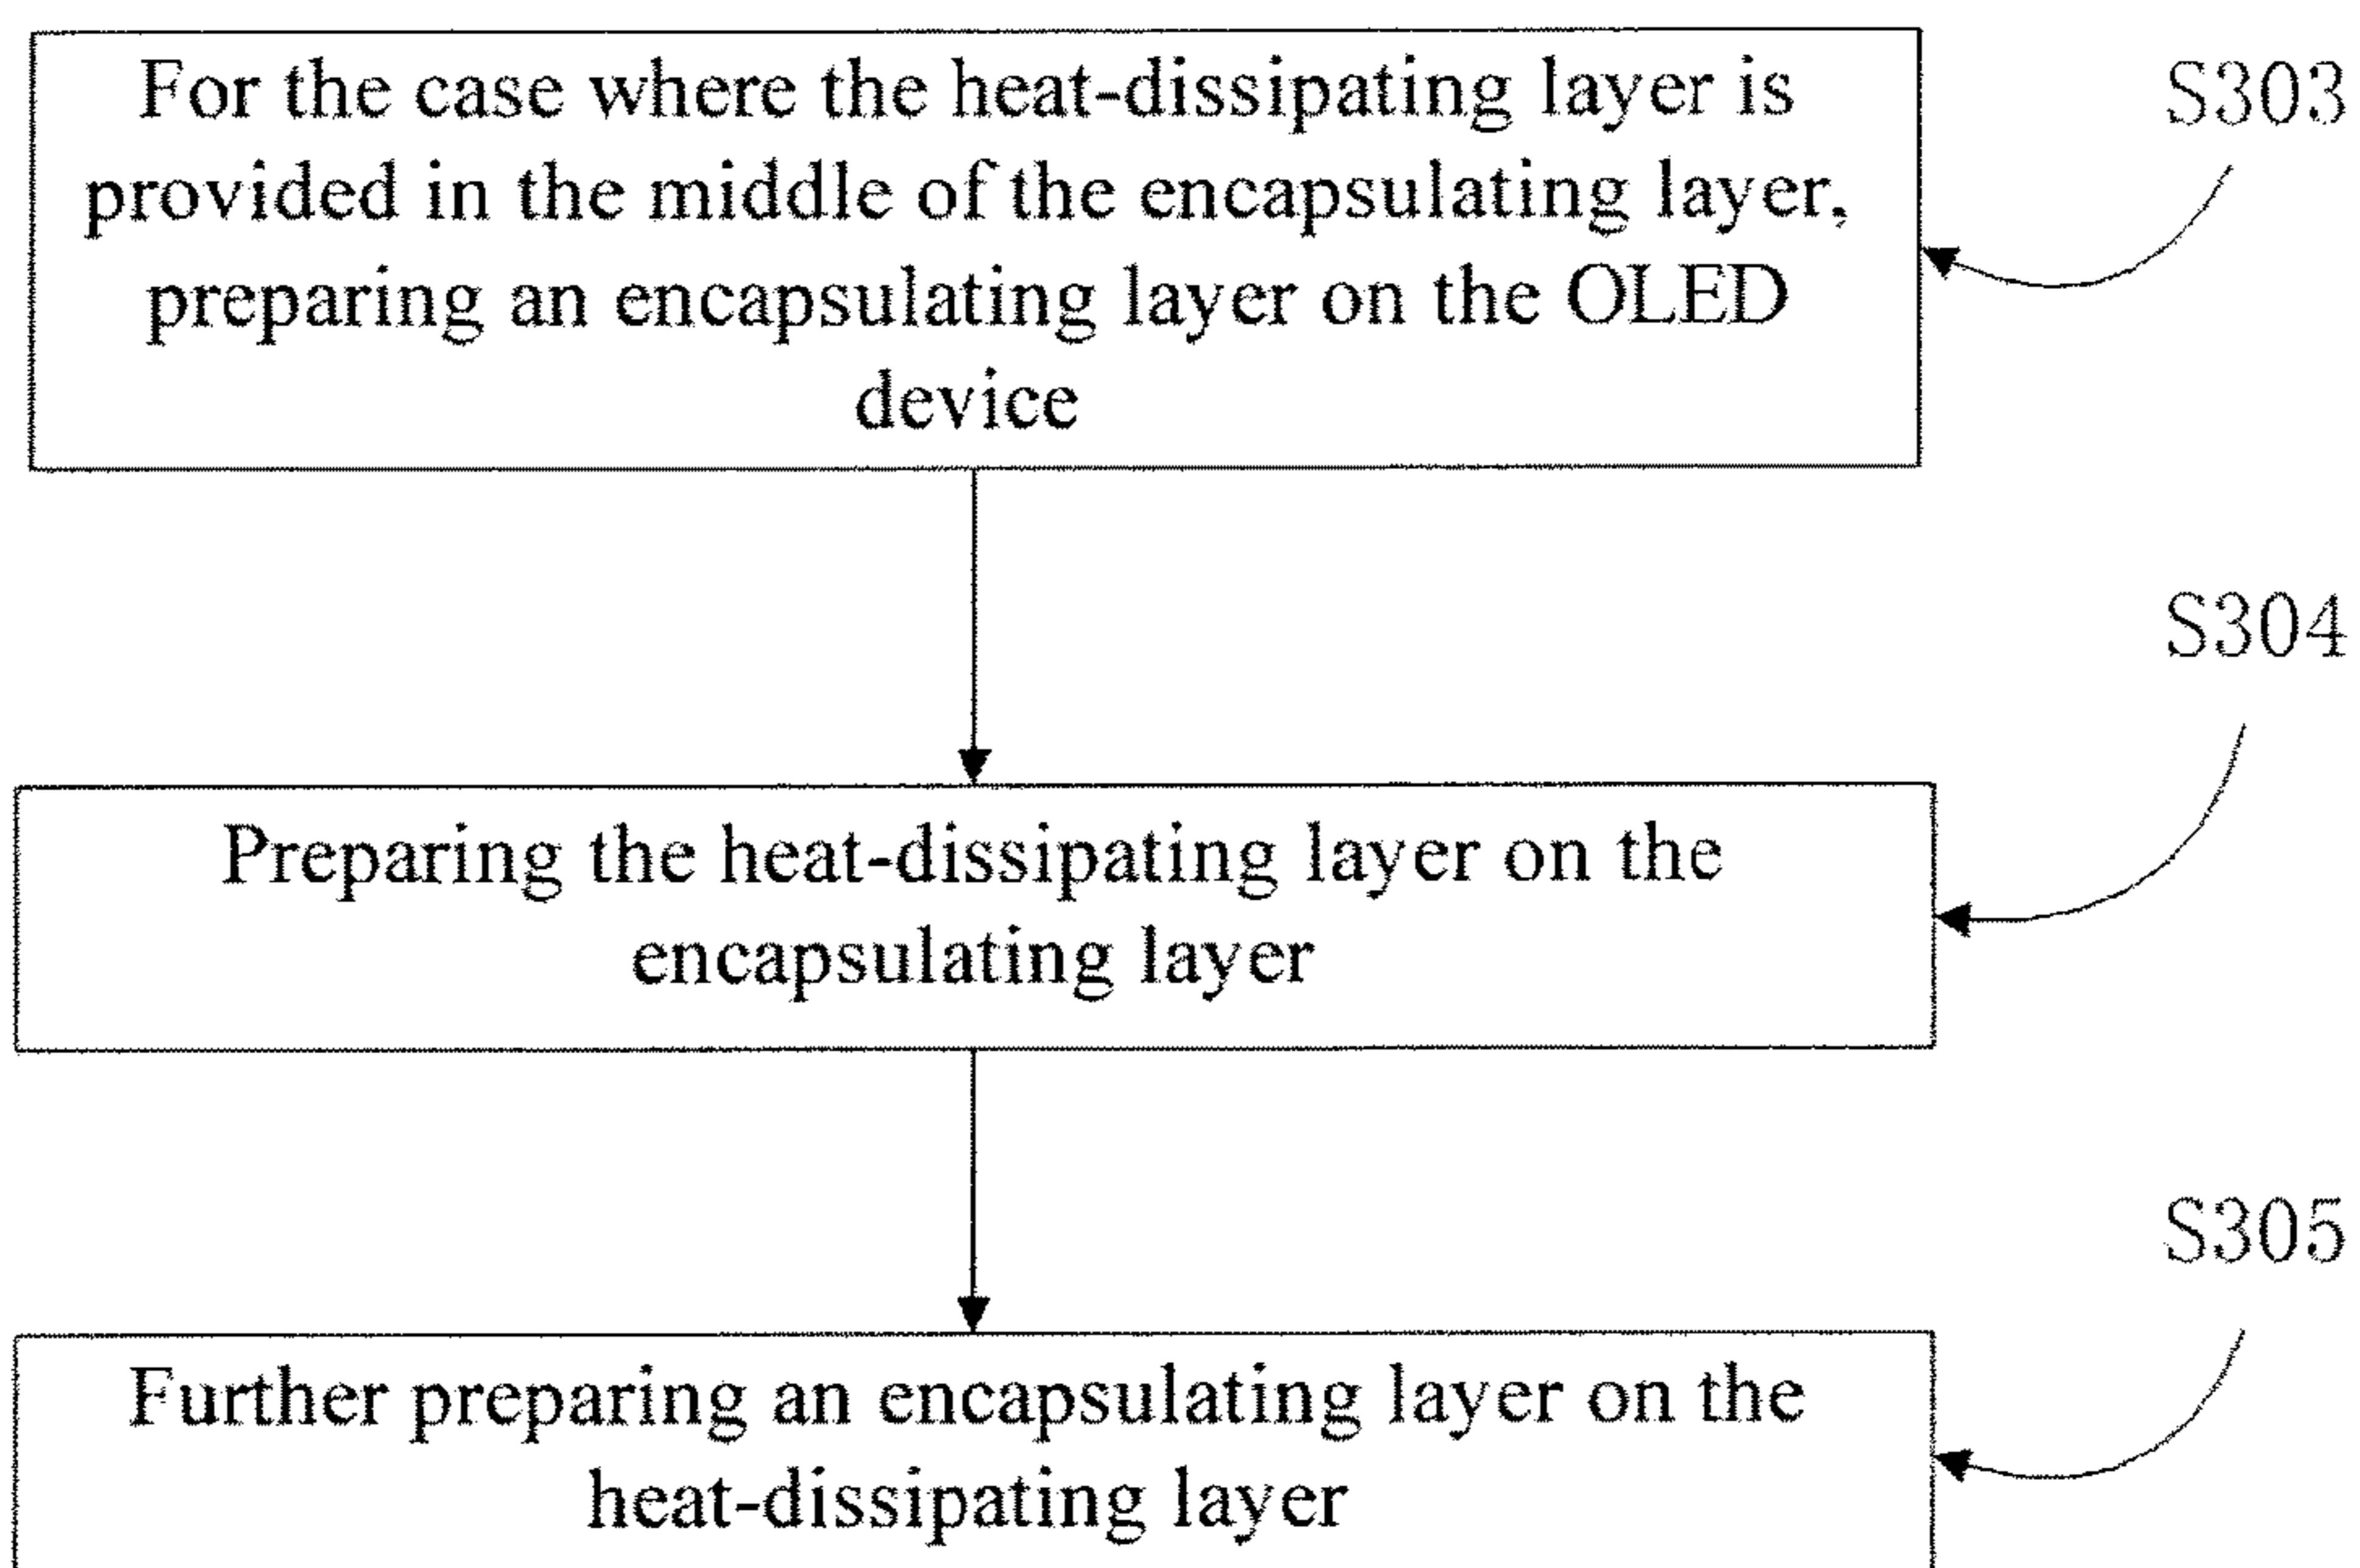 For the case where the heat-dissipating layer is
S303
provided in the middle of the encapsulating layer,
preparing an encapsulating layer on the OLED
device
S304
Preparing the heat-dissipating layer on the
encapsulating layer
S305
Further preparing an encapsulating layer on the
heat-dissipating layer